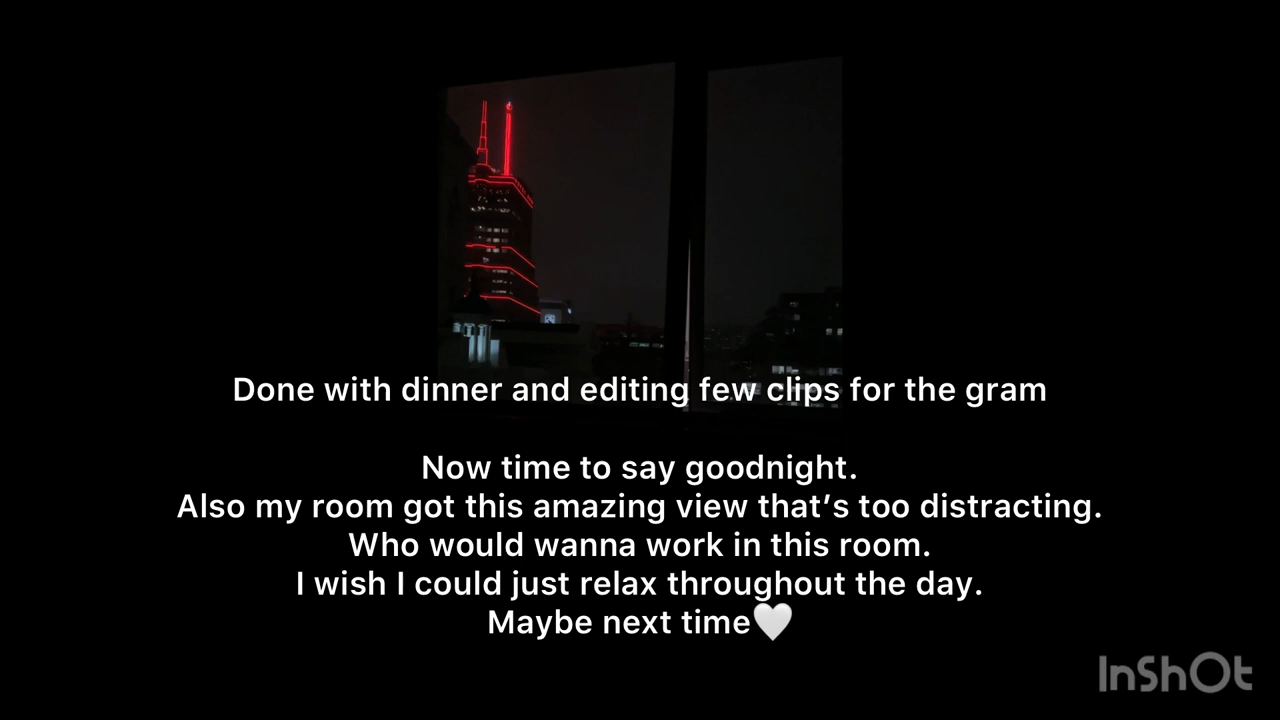 Done with dinner and editing few clips for the gram
Now time to say goodnight.
Also my room got this amazing view that’s too distracting.
Who would wanna work in this room.
I wish I could just relax throughout the day.
Maybe next time🤍
InShOt